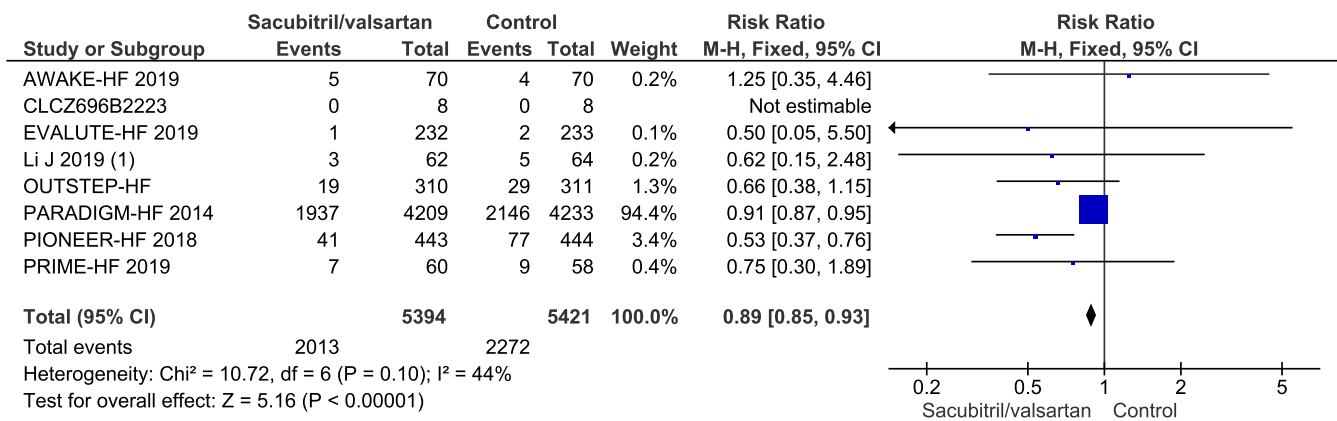 Sacubitril/valsartan Control Risk Ratio Risk Ratio
Study or Subgroup Events Total Events Total Weight M-H, Fixed, 95% CI M-H, Fixed, 95% CI
AWAKE-HF 2019 5 70 4 70 0.2% 1.25 [0.35, 4.46]
CLCZ696B2223 0 8 0 8 Not estimable
EVALUTE-HF 2019 1 232 2 233 0.1% 0.50 [0.05, 5.50]
Li J 2019 (1) 3 62 5 64 0.2% 0.62 [0.15, 2.48]
OUTSTEP-HF 19 310 29 311 1.3% 0.66 [0.38, 1.15]
PARADIGM-HF 2014 1937 4209 2146 4233 94.4% 0.91 [0.87, 0.95]
PIONEER-HF 2018 41 443 77 444 3.4% 0.53 [0.37, 0.76]
PRIME-HF 2019 7 60 9 58 0.4% 0.75 [0.30, 1.89]
Total (95% CI) 5394 5421 100.0% 0.89 [0.85, 0.93]
Total events 2013 2272
Heterogeneity: Chi² = 10.72, df = 6 (P = 0.10); I² = 44%
Test for overall effect: Z = 5.16 (P < 0.00001)
0.2 0.5 1 2 5
Sacubitril/valsartan Control